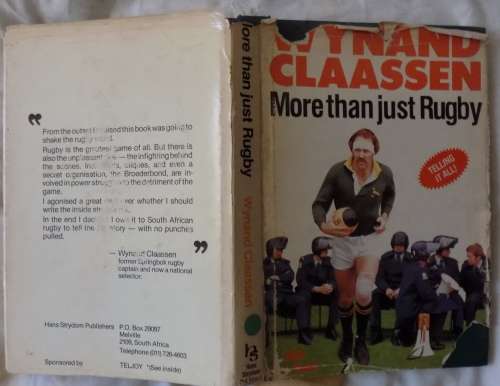 "
From the outset I
this book was going to
shake the rugby world.
Rugby is the greatest game of all. But there is
also the unpleasant side — the infighting behind
the scenes,
cliques, and even a
secret organisation, the Broederbond, are in-
volved in power struggles to the detriment of the
game.
I agonised a great deal over whether I should
write the inside story
In the end I
I owe it to South African
rugby to tell the
story — with no punches
pulled.
"
— Wynand Claassen
former Springbok rugby
captain and now a national
selector.
Hans Strydom Publishers
P.O. Box
Melville
2109, South Africa
Telephone (011) 726-4603
Sponsored by
TELJOY
(See inside)
More than just Rugby
Wynand Claassen
WYNAND
CLAASSEN
More than just Rugby
TELLING
IT ALL!